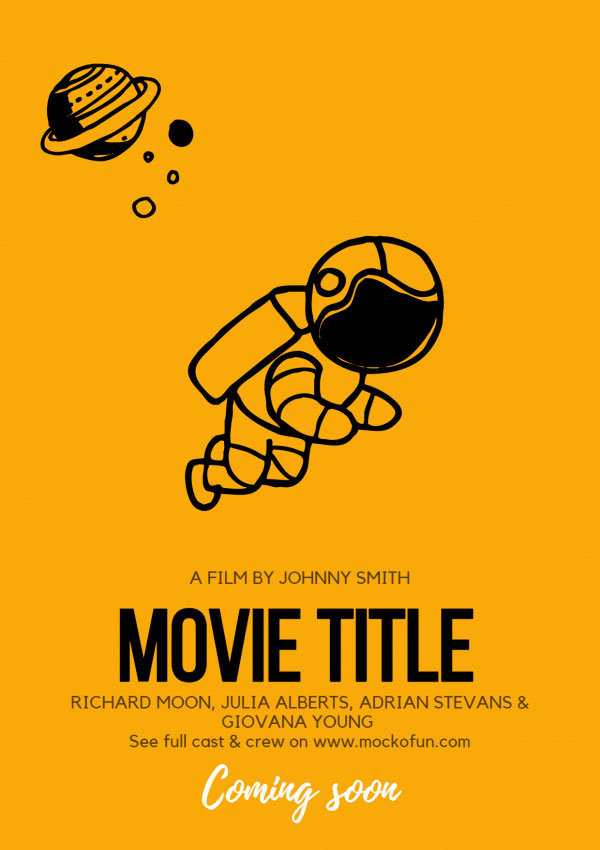 A FILM BY JOHNNY SMITH
MOVIE TITLE
RICHARD MOON, JULIA ALBERTS, ADRIAN STEVANS &
GIOVANA YOUNG
See full cast & crew on www.mockofun.com
Coming soon